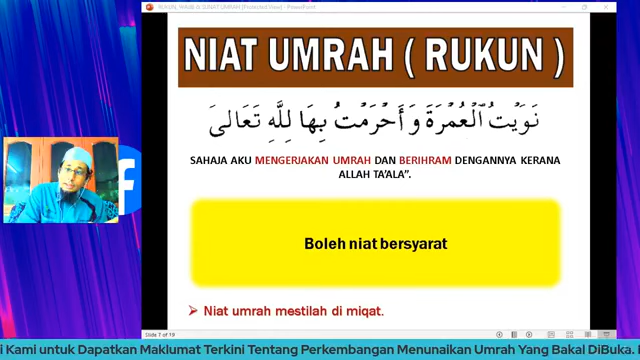 RUKUN, WAJIB & SUNAT UMRAH [Protected View] - PowerPoint
NIAT UMRAH ( RUKUN )
نَوَيْتُ الْعُمْرَةَ وَ أَحْرَمْتُ بِهَا لِلَّهِ تَعَالىَ
SAHAJA AKU MENGERJAKAN UMRAH DAN BERIHRAM DENGANNYA KERANA
ALLAH TA'ALA”.
Boleh niat bersyarat
➢ Niat umrah mestilah di miqat.
Slide 7 of 19
i Kami untuk Dapatkan Maklumat Terkini Tentang Perkembangan Menunaikan Umrah Yang Bakal DiBuka.